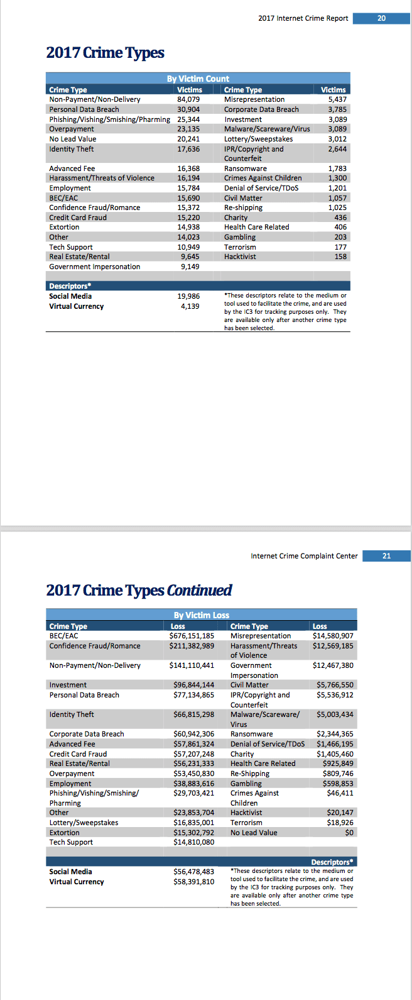 2017 Internet Crime Report 20
2017 Crime Types
By Victim Count
Crime Type Victims Crime Type Victims
Non-Payment/Non-Delivery 84,079 Misrepresentation 5,437
Personal Data Breach 30,904 Corporate Data Breach 3,785
Phishing/Vishing/Smishing/Pharming 25,344 Investment 3,089
Overpayment 23,135 Malware/Scareware/Virus 3,089
No Lead Value 20,241 Lottery/Sweepstakes 3,012
Identity Theft 17,636 IPR/Copyright and 2,644
Counterfeit
Advanced Fee 16,368 Ransomware 1,783
Harassment/Threats of Violence 16,194 Crimes Against Children 1,300
Employment 15,784 Denial of Service/TDoS 1,201
BEC/EAC 15,690 Civil Matter 1,057
Confidence Fraud/Romance 15,372 Re-shipping 1,025
Credit Card Fraud 15,220 Charity 436
Extortion 14,938 Health Care Related 406
Other 14,023 Gambling 203
Tech Support 10,949 Terrorism 177
Real Estate/Rental 9,645 Hacktivist 158
Government Impersonation 9,149
Descriptors*
Social Media 19,986
Virtual Currency 4,139
*These descriptors relate to the medium or
tool used to facilitate the crime, and are used
by the IC3 for tracking purposes only. They
are available only after another crime type
has been selected.
Internet Crime Complaint Center 21
2017 Crime Types Continued
By Victim Loss
Crime Type Loss Crime Type Loss
BEC/EAC $676,151,185 Misrepresentation $14,580,907
Confidence Fraud/Romance $211,382,989 Harassment/Threats $12,569,185
of Violence
Non-Payment/Non-Delivery $141,110,441 Government $12,467,380
Impersonation
Investment $96,844,144 Civil Matter $5,766,550
Personal Data Breach $77,134,865 IPR/Copyright and $5,536,912
Counterfeit
Identity Theft $66,815,298 Malware/Scareware/ $5,003,434
Virus
Corporate Data Breach $60,942,306 Ransomware $2,344,365
Advanced Fee $57,861,324 Denial of Service/TDoS $1,466,195
Credit Card Fraud $57,207,248 Charity $1,405,460
Real Estate/Rental $56,231,333 Health Care Related $925,849
Overpayment $53,450,830 Re-Shipping $809,746
Employment $38,883,616 Gambling $598,853
Phishing/Vishing/Smishing/ $29,703,421 Crimes Against $46,411
Pharming Children
Other $23,853,704 Hacktivist $20,147
Lottery/Sweepstakes $16,835,001 Terrorism $18,926
Extortion $15,302,792 No Lead Value $0
Tech Support $14,810,080
Descriptors*
Social Media $56,478,483
Virtual Currency $58,391,810
*These descriptors relate to the medium or
tool used to facilitate the crime, and are used
by the IC3 for tracking purposes only. They
are available only after another crime type
has been selected.